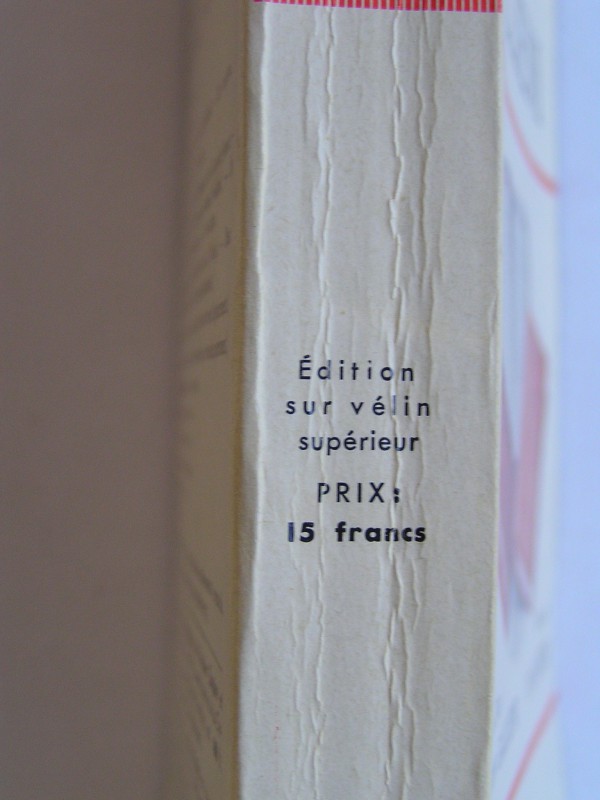 Édition
sur vélin
supérieur
PRIX:
15 francs